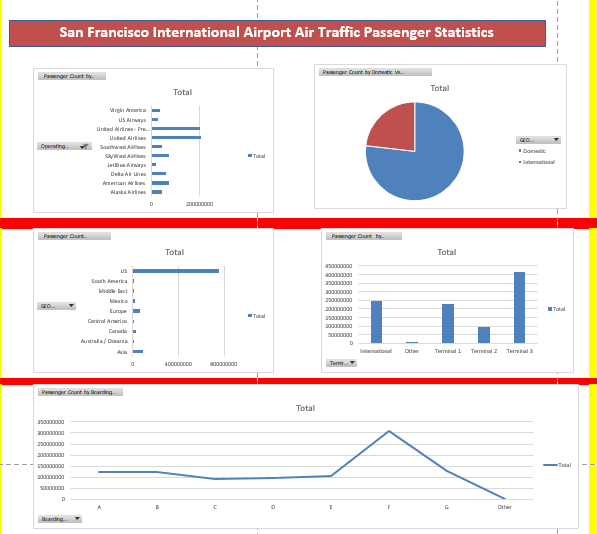 San Francisco International Airport Air Traffic Passenger Statistics
Passenger Count by..
Total
Operating...
Virgin America
US Airways
United Airlines - Pre...
United Airlines
Southwest Airlines
SkyWest Airlines
JetBlue Airways
Delta Air Lines
American Airlines
Alaska Airlines
0 200000000
Total
Passenger Count by Domestic Vs...
Total
GEO...
Domestic
International
Passenger Count..
Total
GEO...
US
South America
Middle East
Mexico
Europe
Central America
Canada
Australia / Oceania
Asia
0 400000000 800000000
Total
Passenger Count by..
Total
450000000
400000000
350000000
300000000
250000000
200000000
150000000
100000000
50000000
0
International Other Terminal 1 Terminal 2 Terminal 3
Total
Termi...
Passenger Count by Boarding...
Total
350000000
300000000
250000000
200000000
150000000
100000000
50000000
0
A B C D E F G Other
Total
Boarding...